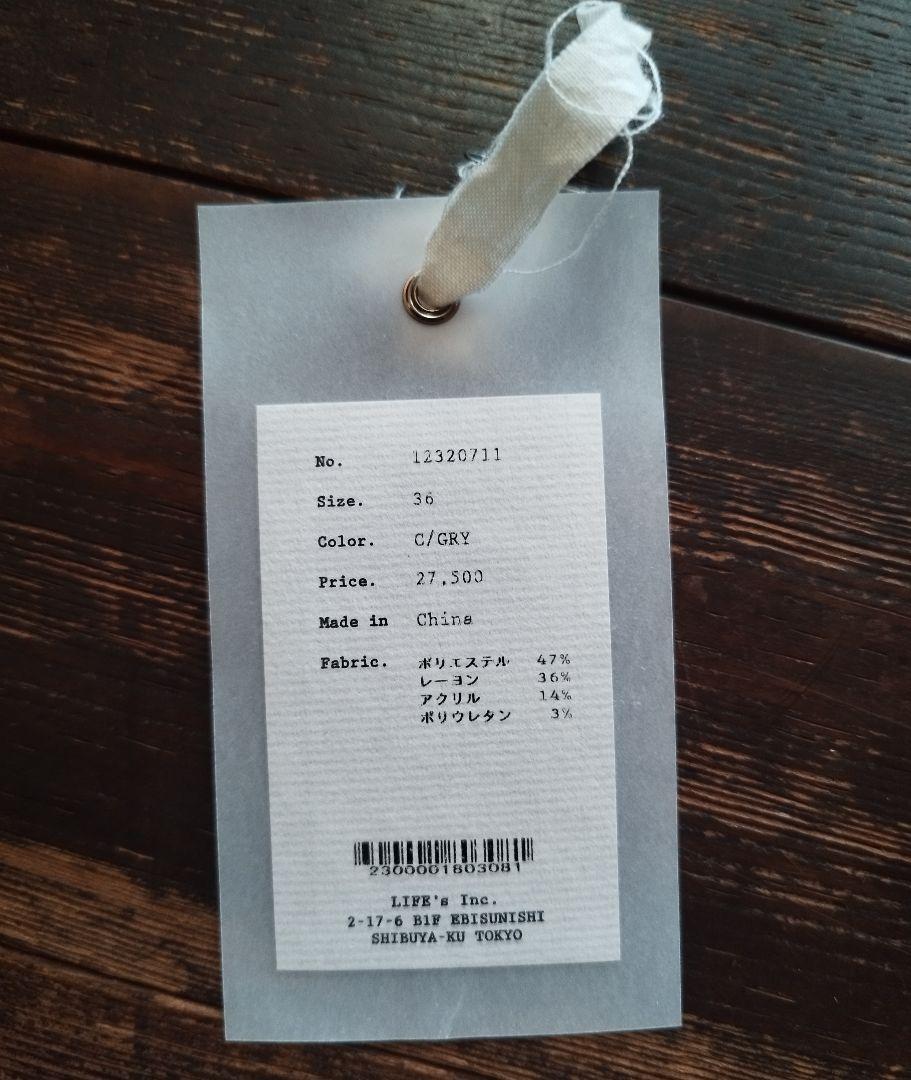 No. 12320711
Size. 36
Color. C/GRY
Price. 27,500
Made in China
Fabric. ポリエステル 47%
レーヨン 36%
アクリル 14%
ポリウレタン 3%
2300001803081
LIFE's Inc.
2-17-6 B1F EBISUNISHI
SHIBUYA-KU TOKYO